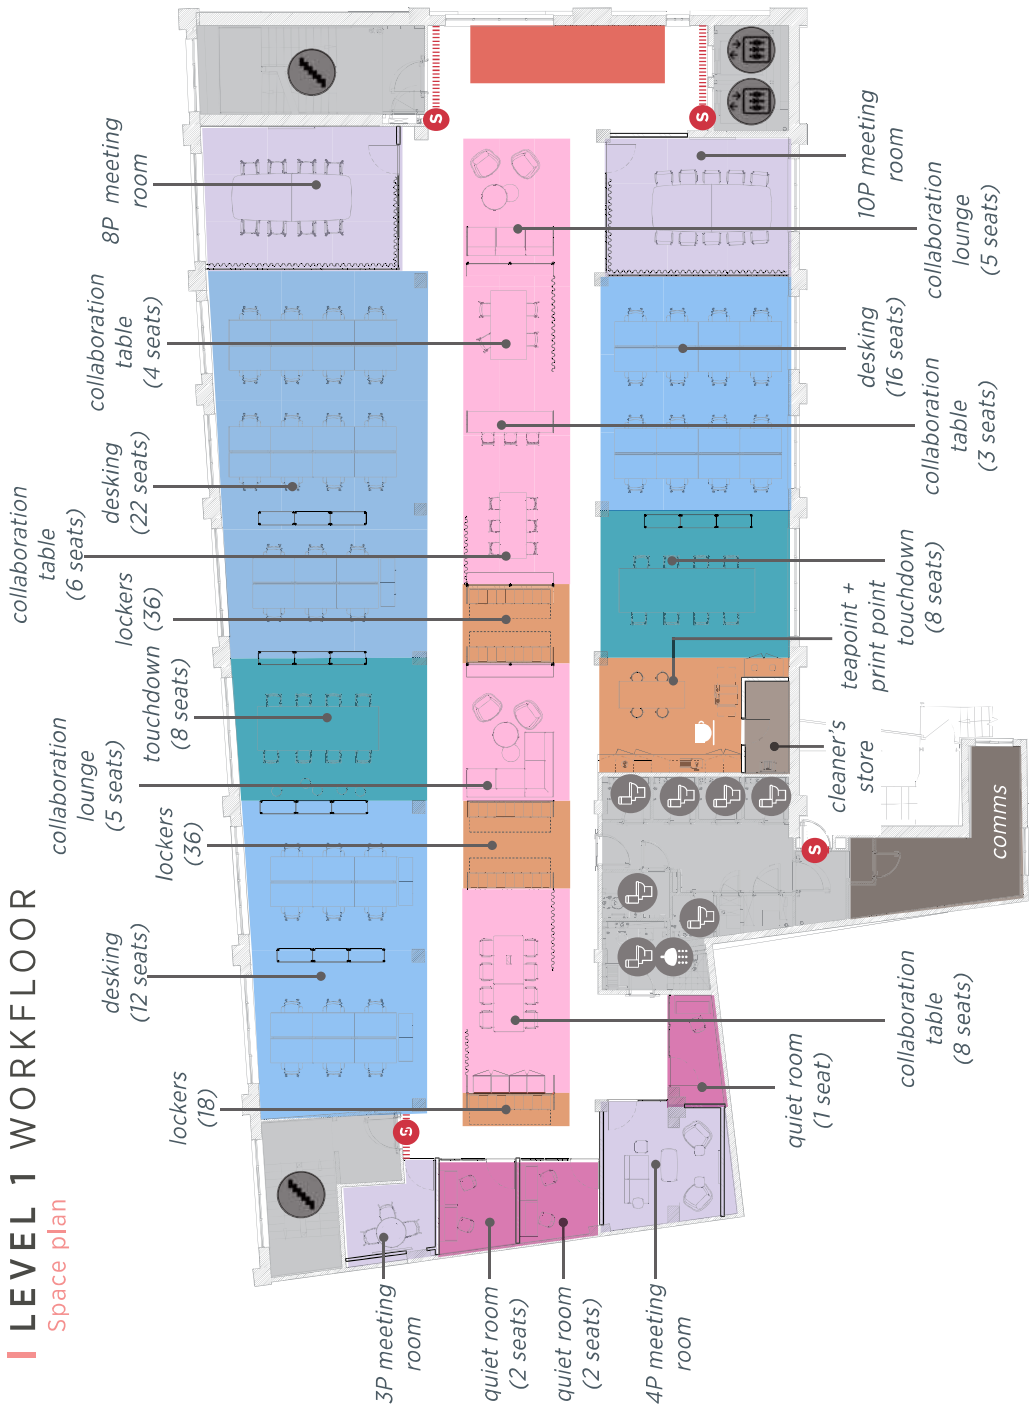 LEVEL 1 WORKFLOOR
Space plan
lockers
(18)
desking
(12 seats)
lockers
(36)
collaboration
lounge
(5 seats)
touchdown
(8 seats)
lockers
(36)
collaboration
table
(6 seats)
desking
(22 seats)
collaboration
table
(4 seats)
8P meeting
room
3P meeting
room
quiet room
(2 seats)
quiet room
(2 seats)
4P meeting
room
quiet room
(1 seat)
collaboration
table
(8 seats)
comms
cleaner's
store
teapoint +
print point
touchdown
(8 seats)
collaboration
table
(3 seats)
desking
(16 seats)
collaboration
lounge
(5 seats)
10P meeting
room
S
S
S
S